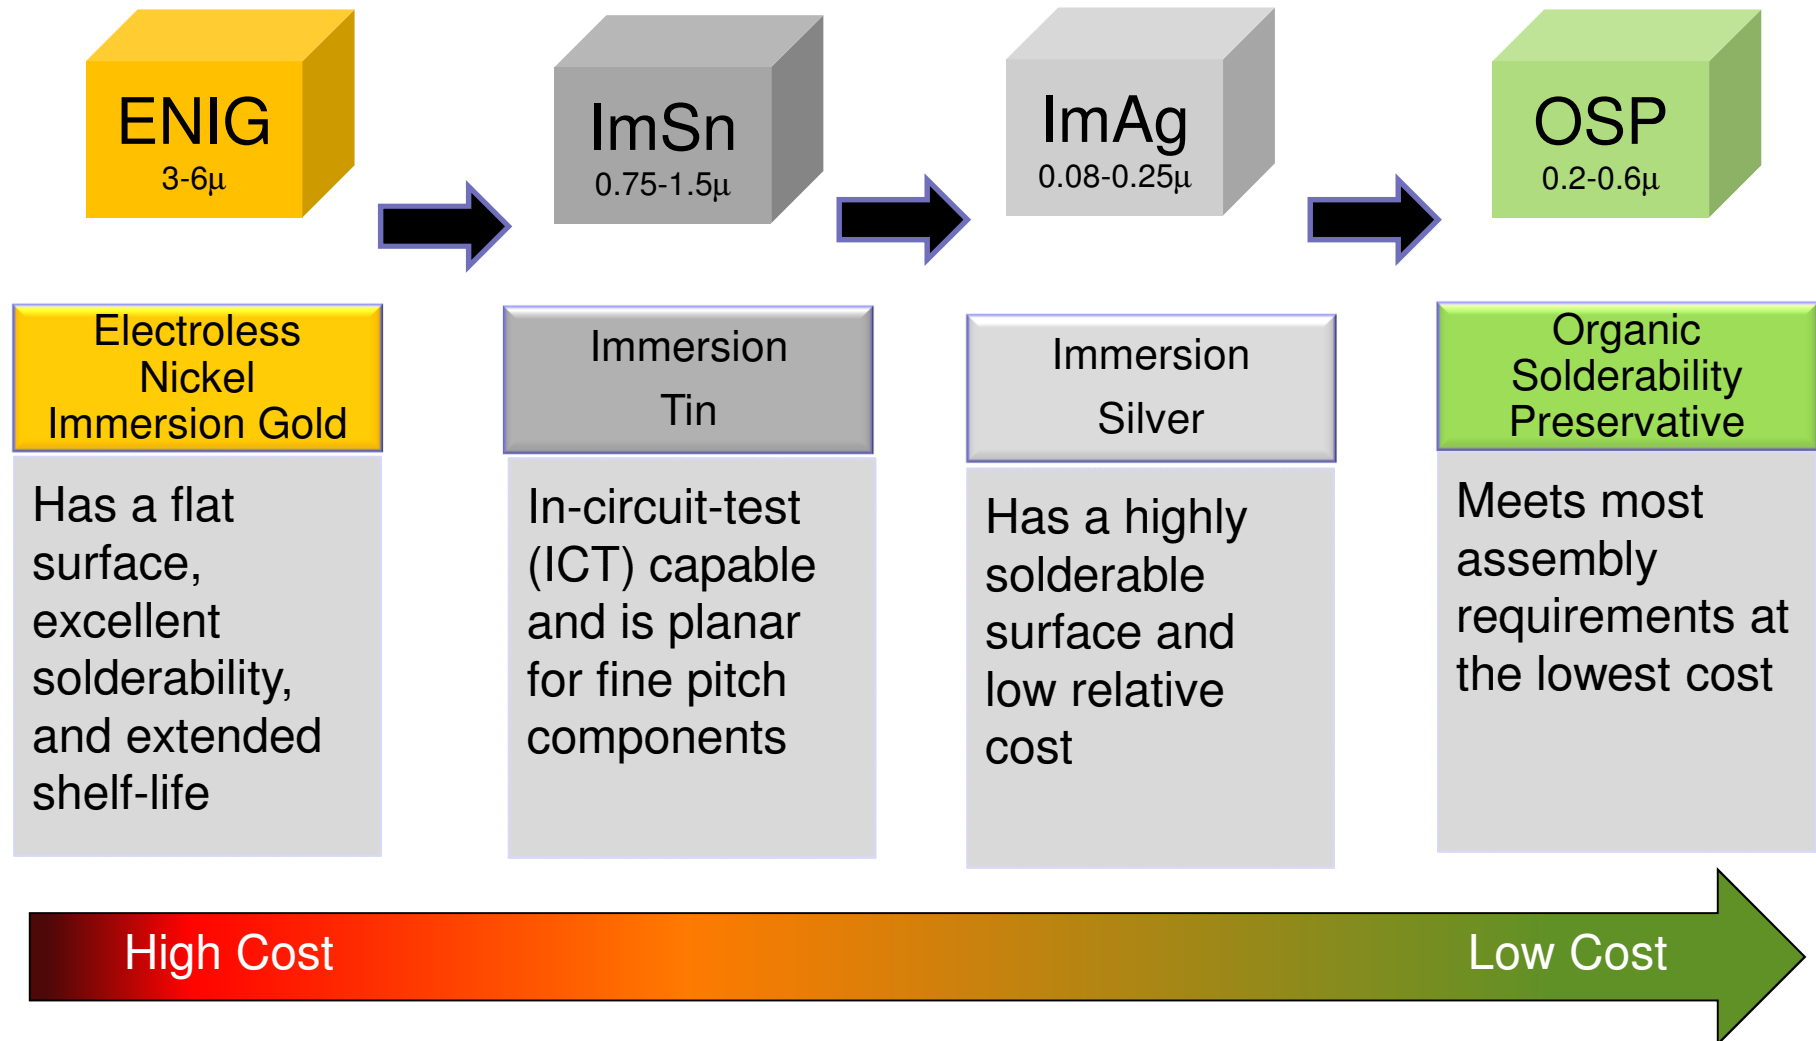 ENIG
3-6μ
ImSn
0.75-1.5μ
ImAg
0.08-0.25μ
OSP
0.2-0.6μ
Electroless
Nickel
Immersion Gold
Immersion
Tin
Immersion
Silver
Organic
Solderability
Preservative
Has a flat
surface,
excellent
solderability,
and extended
shelf-life
In-circuit-test
(ICT) capable
and is planar
for fine pitch
components
Has a highly
solderable
surface and
low relative
cost
Meets most
assembly
requirements at
the lowest cost
High Cost
Low Cost